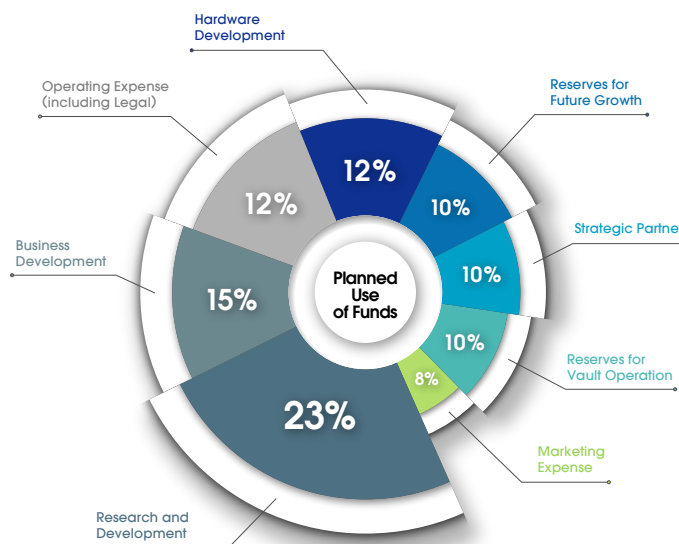 Hardware
Development
Operating Expense
(including Legal)
Reserves for
Future Growth
12%
12%
10%
Strategic Partne
Business
Development
15%
Planned
Use
of Funds
10%
10%
Reserves for
Vault Operation
8%
23%
Marketing
Expense
Research and
Development